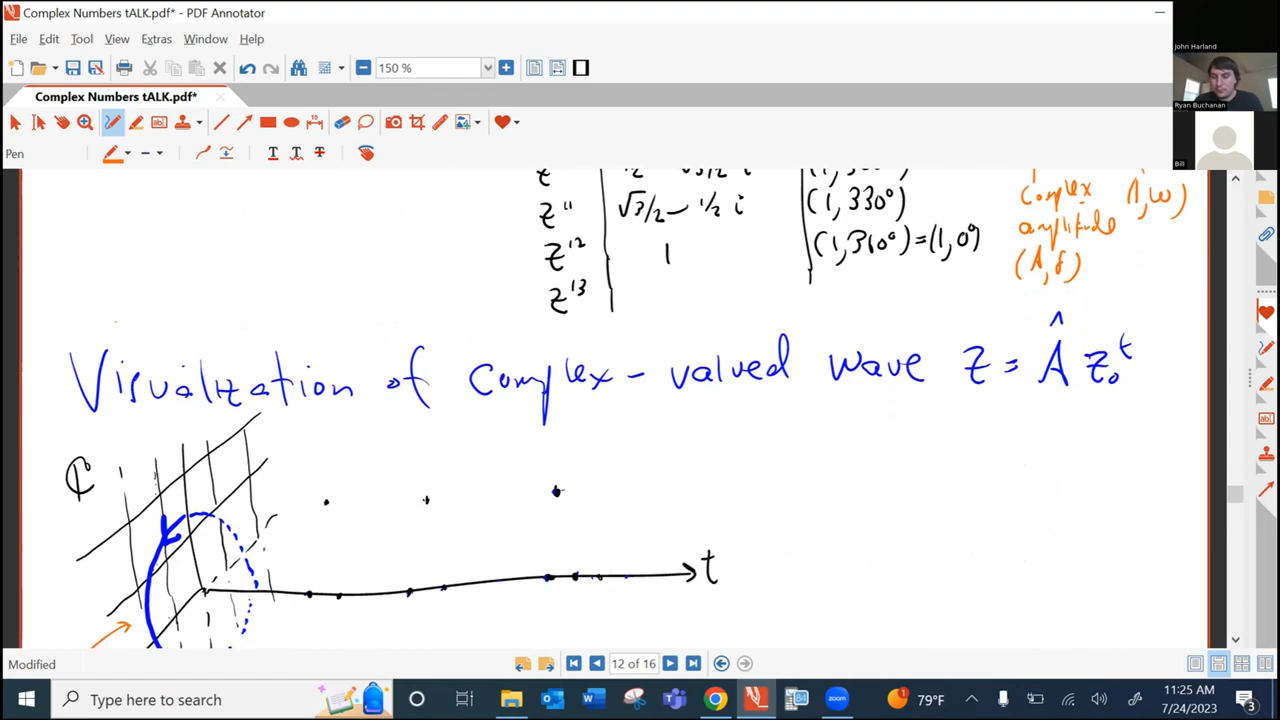 Complex Numbers tALK.pdf* - PDF Annotator
File Edit Tool View Extras Window Help
150 %
Complex Numbers tALK.pdf*
Pen
John Harland
Ryan Buchanan
Bill
z¹¹ √3/2 - 1/2 i (1, 330°)
z¹² 1 (1, 360°) = (1, 0°)
z¹³
complex (1, ω)
amplitude
(A, δ)
Visualization of Complex-valued wave z = Â z₀ᵗ
ℂ
t
Modified
12 of 16
Type here to search
1
79°F
11:25 AM
7/24/2023
3